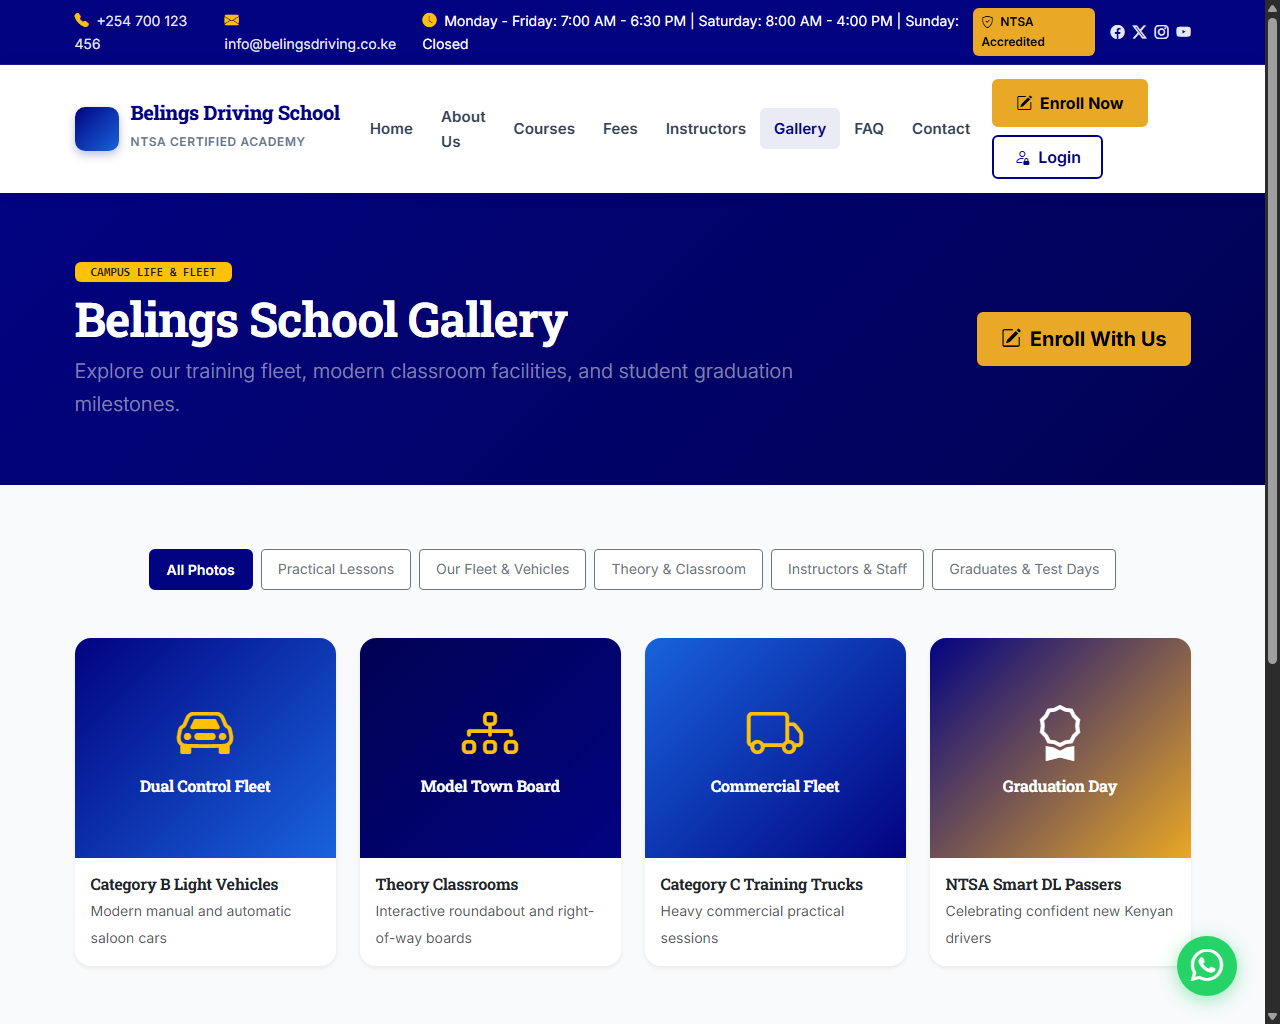 +254 700 123
456
info@belingsdriving.co.ke
Monday - Friday: 7:00 AM - 6:30 PM | Saturday: 8:00 AM - 4:00 PM | Sunday:
Closed
NTSA
Accredited
Belings Driving School
NTSA CERTIFIED ACADEMY
Home
About
Us
Courses
Fees
Instructors
Gallery
FAQ
Contact
Enroll Now
Login
CAMPUS LIFE & FLEET
Belings School Gallery
Explore our training fleet, modern classroom facilities, and student graduation
milestones.
Enroll With Us
All Photos
Practical Lessons
Our Fleet & Vehicles
Theory & Classroom
Instructors & Staff
Graduates & Test Days
Dual Control Fleet
Category B Light Vehicles
Modern manual and automatic
saloon cars
Model Town Board
Theory Classrooms
Interactive roundabout and right-
of-way boards
Commercial Fleet
Category C Training Trucks
Heavy commercial practical
sessions
Graduation Day
NTSA Smart DL Passers
Celebrating confident new Kenyan
drivers